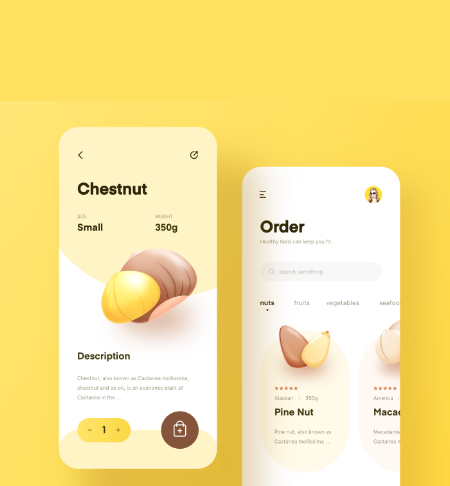 Chestnut
SIZE
WEIGHT
Small
350g
Description
Chestnut, also known as Castanea mollissima,
chestnut and so on, is an economic plant of
Castanea in the ...
- 1 +
Order
Healthy food can keep you fit.
Search something
nuts fruits vegetables seafoo
Alaskan | 350g
Pine Nut
Pine nut, also known as
Castanea mollissima ...
America
Maca
Macadamia
Castanea